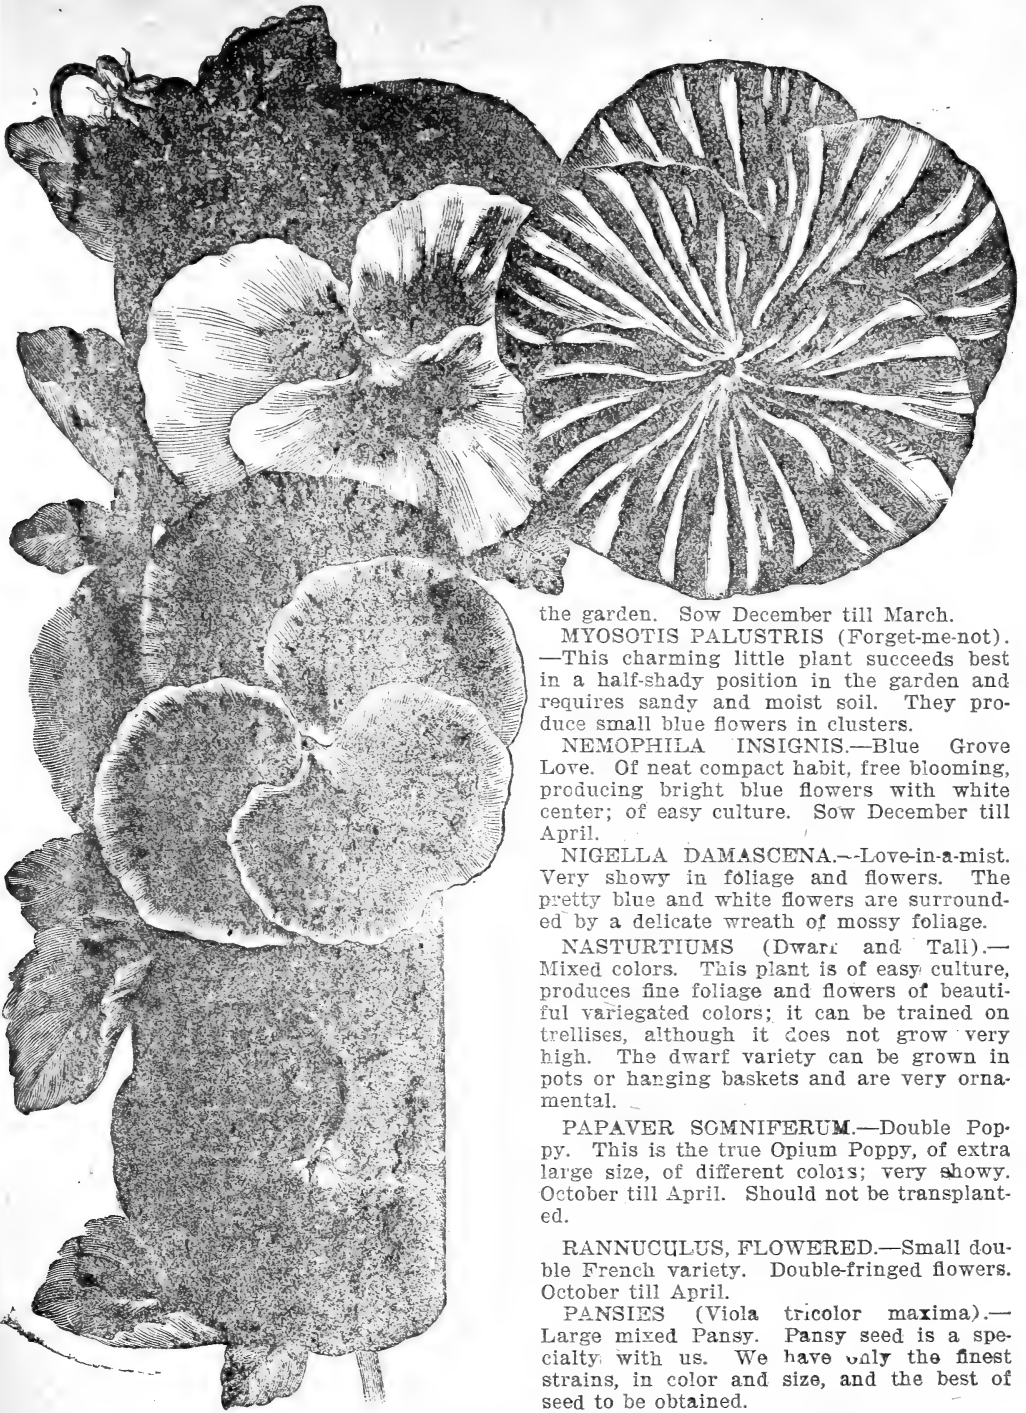 the garden. Sow December till March.
MYOSOTIS PALUSTRIS (Forget-me-not).
—This charming little plant succeeds best
in a half-shady position in the garden and
requires sandy and moist soil. They pro-
duce small blue flowers in clusters.
NEMOPHILA INSIGNIS.—Blue Grove
Love. Of neat compact habit, free blooming,
producing bright blue flowers with white
center; of easy culture. Sow December till
April.
NIGELLA DAMASCENA.—Love-in-a-mist.
Very showy in foliage and flowers. The
pretty blue and white flowers are surround-
ed by a delicate wreath of mossy foliage.
NASTURTIUMS (Dwarf and Tall).—
Mixed colors. This plant is of easy culture,
produces fine foliage and flowers of beauti-
ful variegated colors; it can be trained on
trellises, although it does not grow very
high. The dwarf variety can be grown in
pots or hanging baskets and are very orna-
mental.
PAPAVER SOMNIFERUM.—Double Pop-
py. This is the true Opium Poppy, of extra
large size, of different colors; very showy.
October till April. Should not be transplant-
ed.
RANNUCULUS, FLOWERED.—Small dou-
ble French variety. Double-fringed flowers.
October till April.
PANSIES (Viola tricolor maxima).—
Large mixed Pansy. Pansy seed is a spe-
cialty with us. We have only the finest
strains, in color and size, and the best of
seed to be obtained.